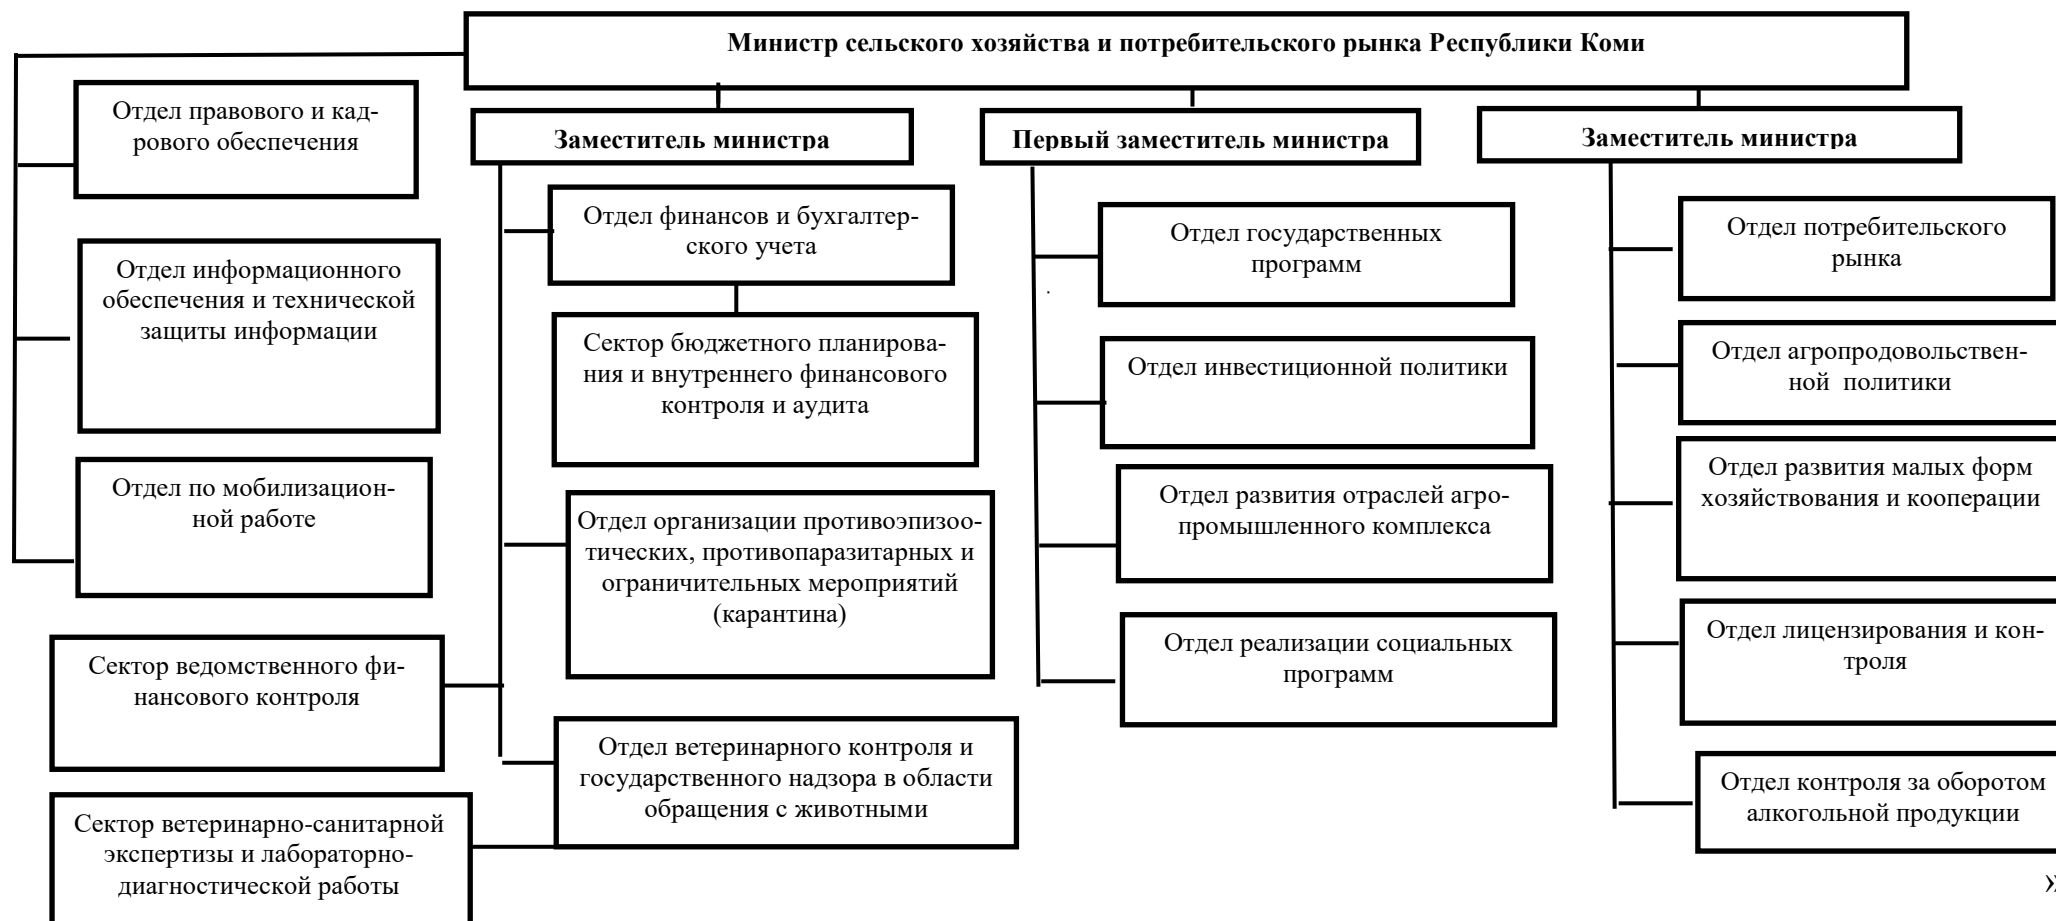 Министр сельского хозяйства и потребительского рынка Республики Коми
Отдел правового и кад-
рового обеспечения
Отдел информационного
обеспечения и технической
защиты информации
Отдел по мобилизацион-
ной работе
Сектор ведомственного фи-
нансового контроля
Сектор ветеринарно-санитарной
экспертизы и лабораторно-
диагностической работы
Заместитель министра
Отдел финансов и бухгалтер-
ского учета
Сектор бюджетного планирова-
ния и внутреннего финансового
контроля и аудита
Отдел организации противоэпизоо-
тических, противопаразитарных и
ограничительных мероприятий
(карантина)
Отдел ветеринарного контроля и
государственного надзора в области
обращения с животными
Первый заместитель министра
Отдел государственных
программ
Отдел инвестиционной политики
Отдел развития отраслей агро-
промышленного комплекса
Отдел реализации социальных
программ
Заместитель министра
Отдел потребительского
рынка
Отдел агропродовольствен-
ной политики
Отдел развития малых форм
хозяйствования и кооперации
Отдел лицензирования и кон-
троля
Отдел контроля за оборотом
алкогольной продукции
»